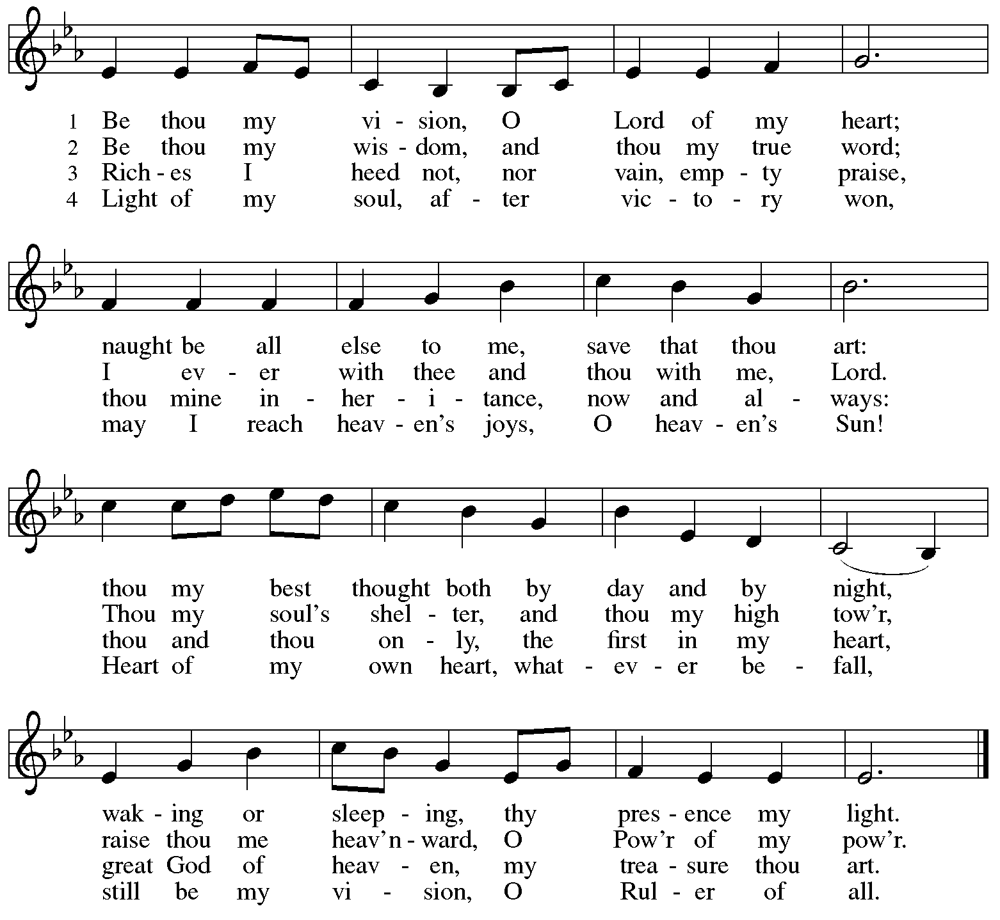 1 Be thou my vi - sion, O Lord of my heart;
2 Be thou my wis - dom, and thou my true word;
3 Rich - es I heed not, nor vain, emp - ty praise,
4 Light of my soul, af - ter vic - to - ry won,
naught be all else to me, save that thou art:
I ev - er with thee and thou with me, Lord.
thou mine in - her - i - tance, now and al - ways:
may I reach heav - en's joys, O heav - en's Sun!
thou my best thought both by day and by night,
Thou my soul's shel - ter, and thou my high tow'r,
thou and thou on - ly, the first in my heart,
Heart of my own heart, what - ev - er be - fall,
wak - ing or sleep - ing, thy pres - ence my light.
raise thou me heav'n - ward, O Pow'r of my pow'r.
great God of heav - en, my trea - sure thou art.
still be my vi - sion, O Rul - er of all.